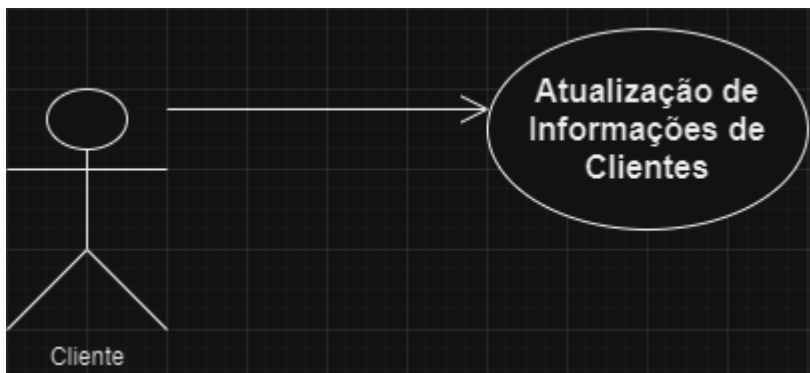 Atualização de
Informações de
Clientes
Cliente